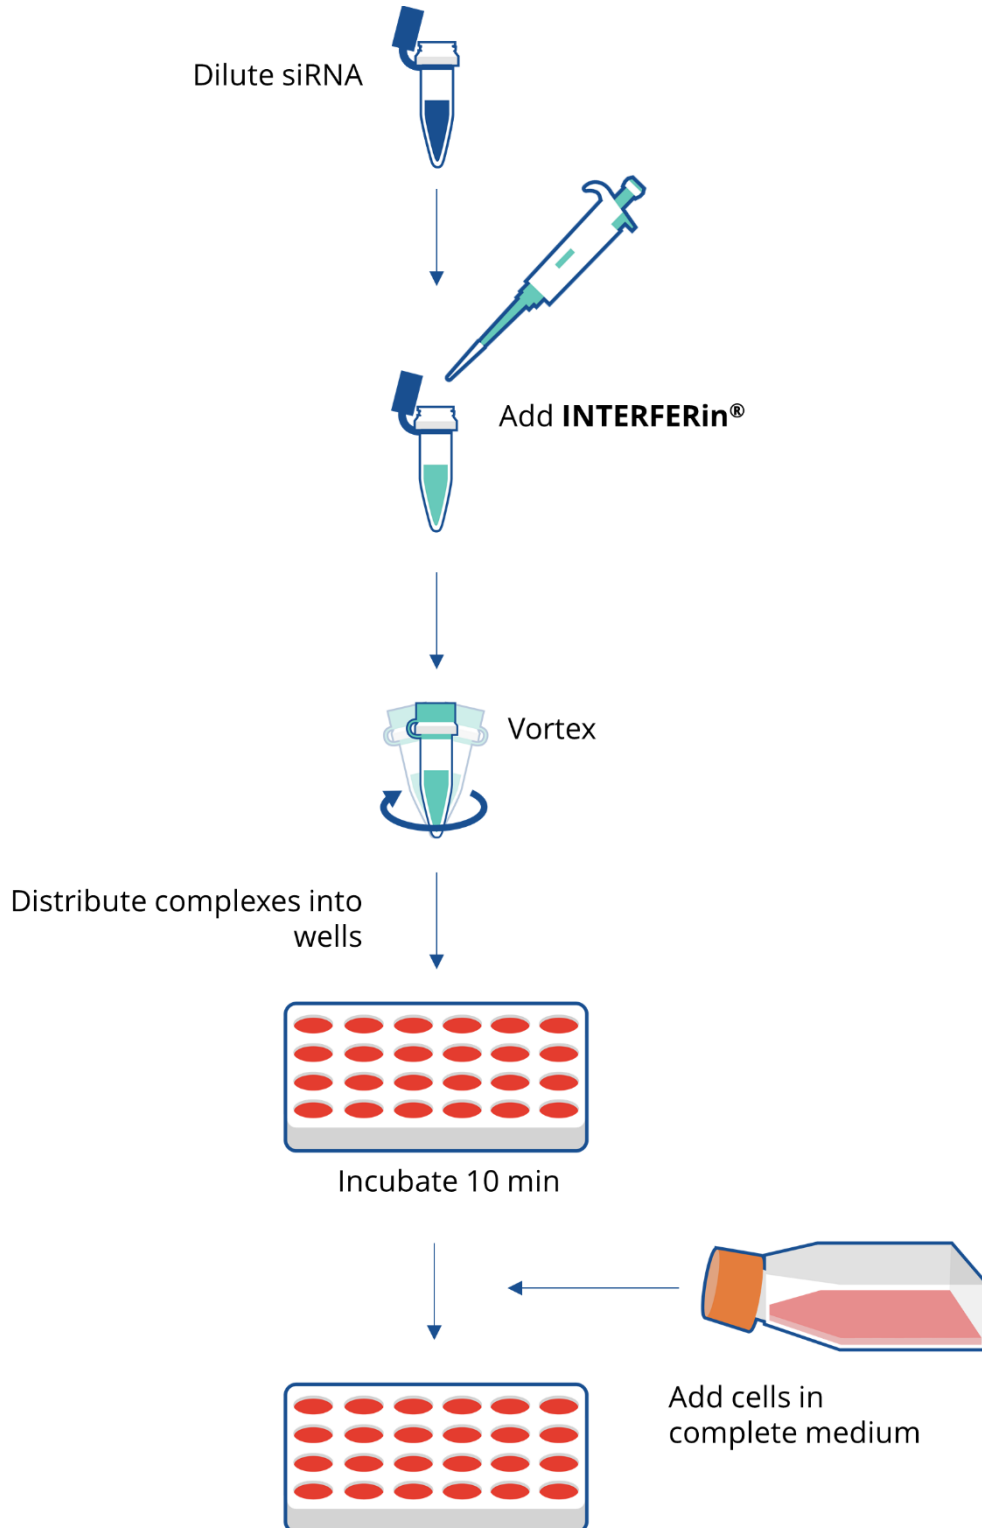 Dilute siRNA
Add INTERFERin®
Vortex
Distribute complexes into
wells
Incubate 10 min
Add cells in
complete medium